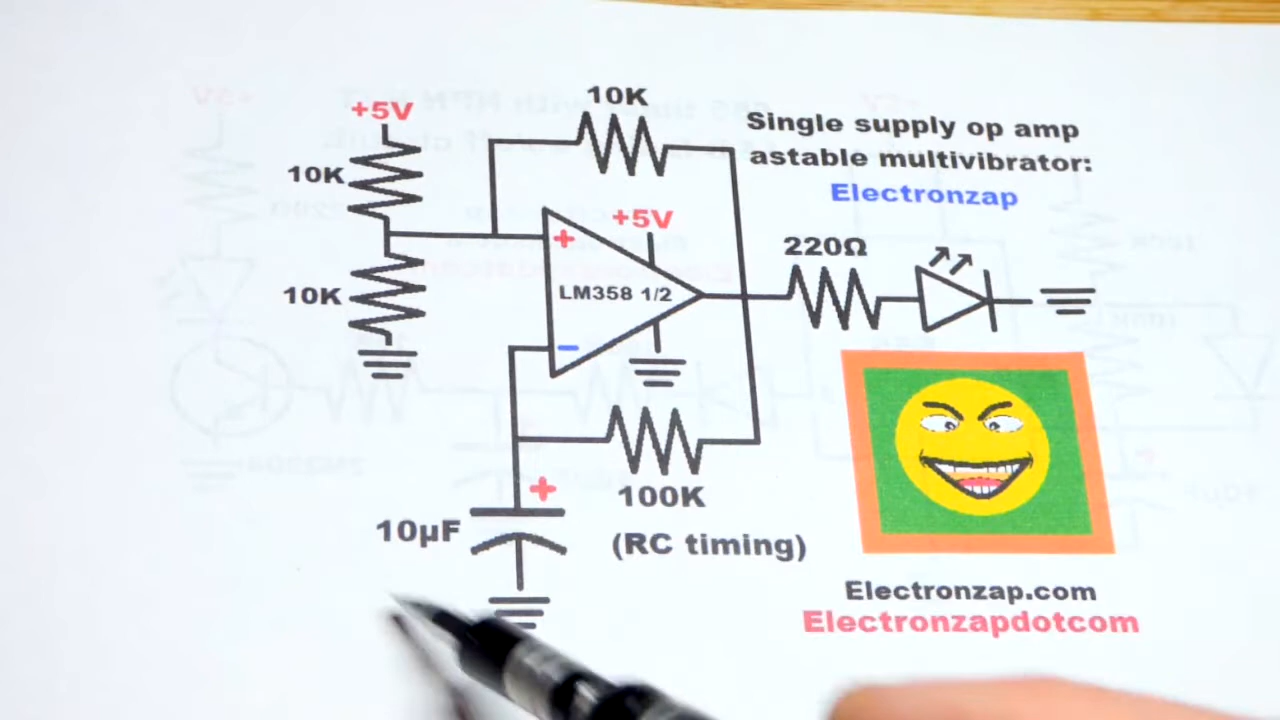 10K
+5V
Single supply op amp
astable multivibrator:
Electronzap
10K
+5V
220Ω
+
10K
LM358 1/2
−
+
100K
10µF
(RC timing)
Electronzap.com
Electronzapdotcom